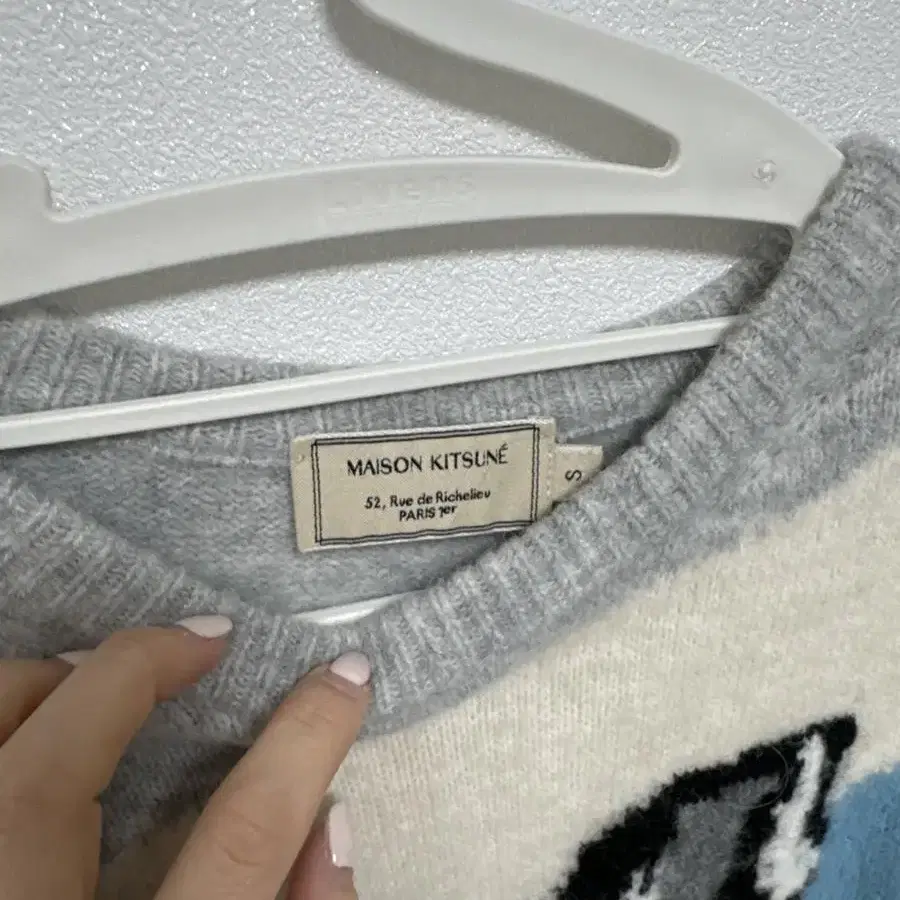 MAISON KITSUNÉ
52, Rue de Richelieu
PARIS 1er
S